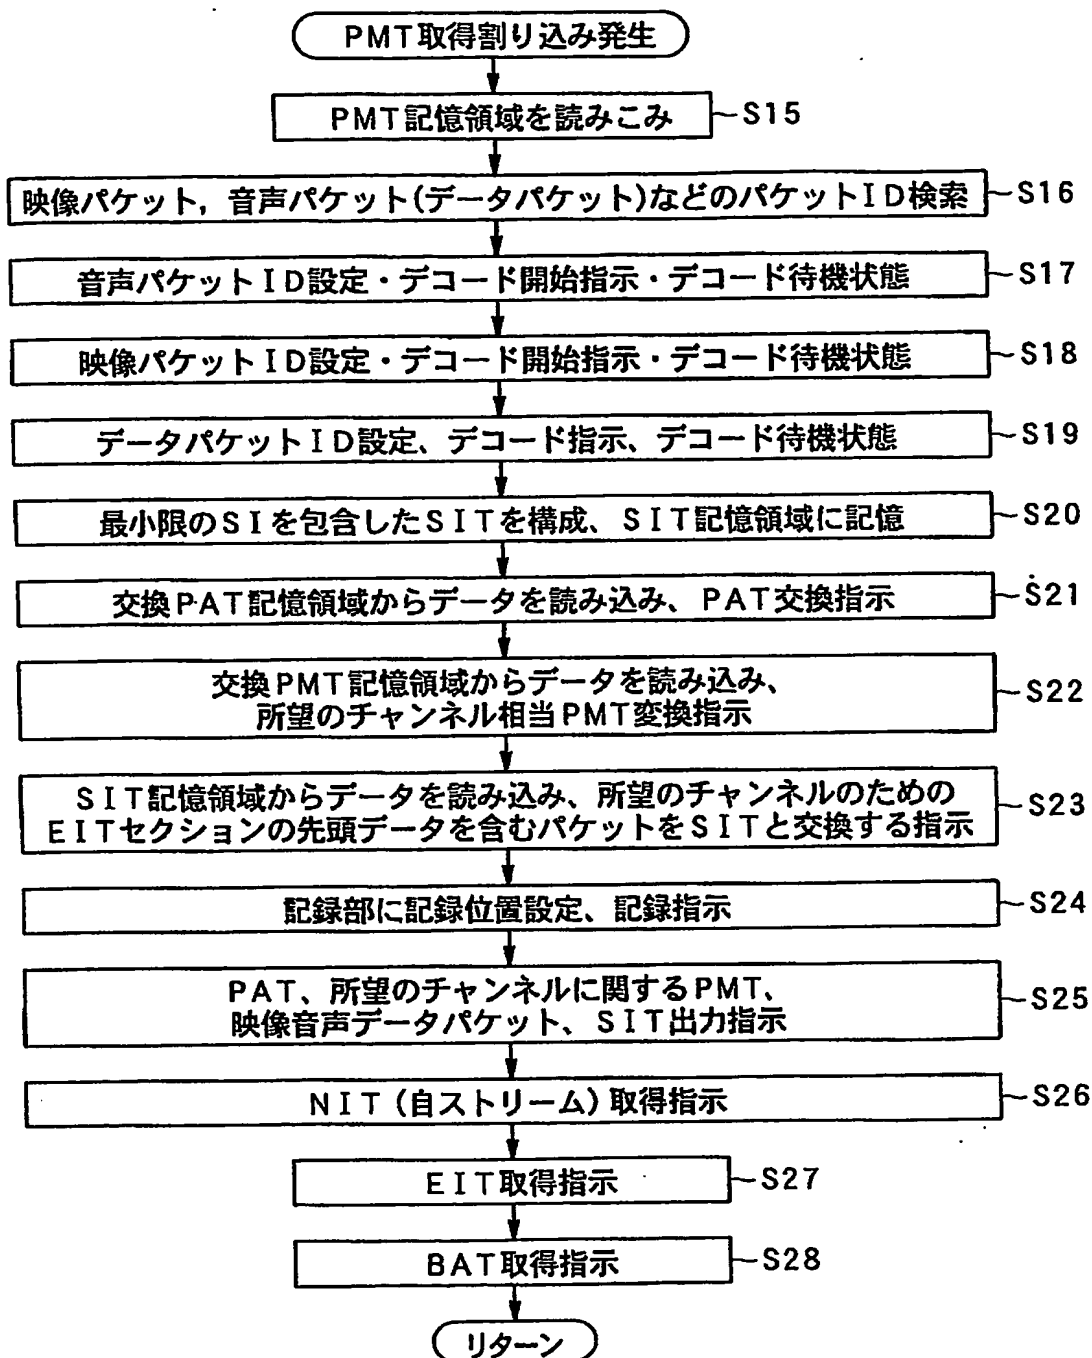 PMT取得割り込み発生
PMT記憶領域を読みこみ ~S15
映像パケット,音声パケット(データパケット)などのパケットID検索 ~S16
音声パケットID設定・デコード開始指示・デコード待機状態 ~S17
映像パケットID設定・デコード開始指示・デコード待機状態 ~S18
データパケットID設定、デコード指示、デコード待機状態 ~S19
最小限のSIを包含したSITを構成、SIT記憶領域に記憶 ~S20
交換PAT記憶領域からデータを読み込み、PAT交換指示 ~S21
交換PMT記憶領域からデータを読み込み、
所望のチャンネル相当PMT変換指示 ~S22
SIT記憶領域からデータを読み込み、所望のチャンネルのための
EITセクションの先頭データを含むパケットをSITと交換する指示 ~S23
記録部に記録位置設定、記録指示 ~S24
PAT、所望のチャンネルに関するPMT、
映像音声データパケット、SIT出力指示 ~S25
NIT(自ストリーム)取得指示 ~S26
EIT取得指示 ~S27
BAT取得指示 ~S28
リターン